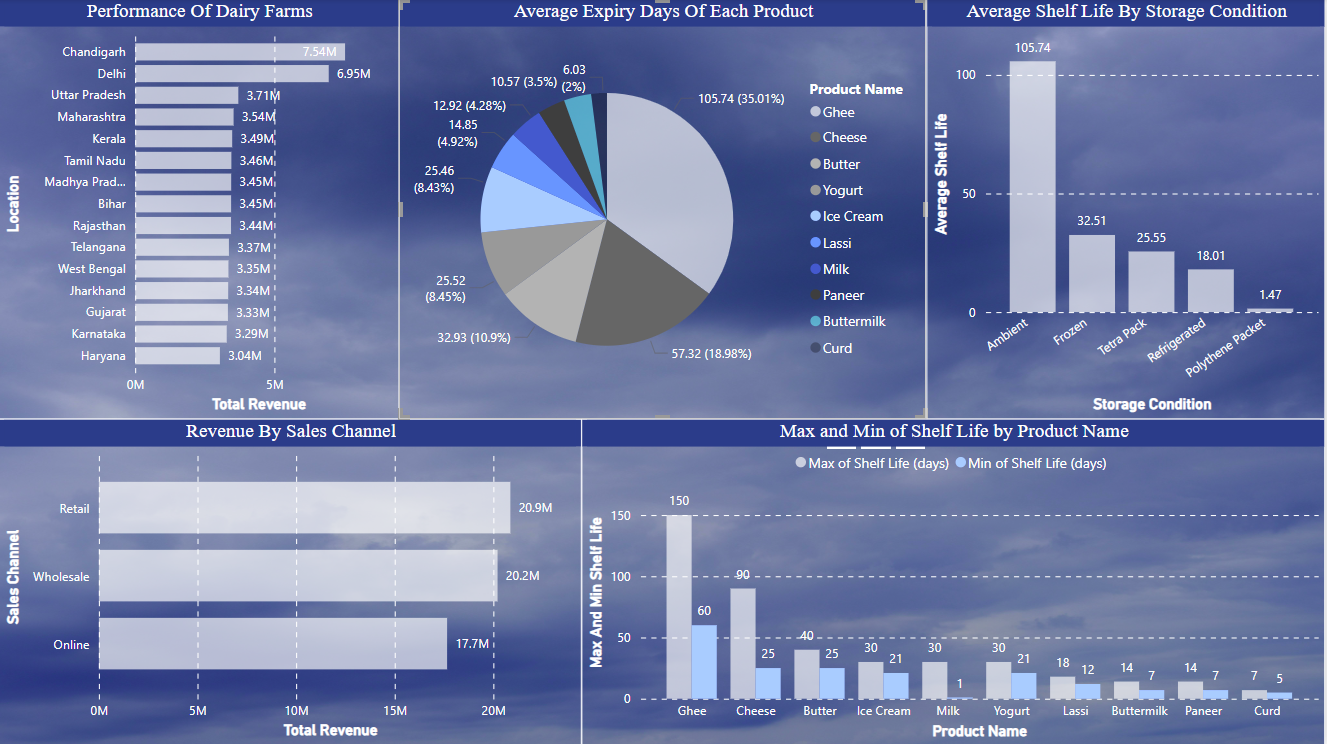 Performance Of Dairy Farms
Location
Chandigarh 7.54M
Delhi 6.95M
Uttar Pradesh 3.71M
Maharashtra 3.54M
Kerala 3.49M
Tamil Nadu 3.46M
Madhya Prad... 3.45M
Bihar 3.45M
Rajasthan 3.44M
Telangana 3.37M
West Bengal 3.35M
Jharkhand 3.34M
Gujarat 3.33M
Karnataka 3.29M
Haryana 3.04M
0M 5M
Total Revenue
Average Expiry Days Of Each Product
105.74 (35.01%)
57.32 (18.98%)
32.93 (10.9%)
25.52
(8.45%)
25.46
(8.43%)
14.85
(4.92%)
12.92 (4.28%)
10.57 (3.5%)
6.03
(2%)
Product Name
Ghee
Cheese
Butter
Yogurt
Ice Cream
Lassi
Milk
Paneer
Buttermilk
Curd
Average Shelf Life By Storage Condition
Average Shelf Life
100
50
0
105.74
32.51
25.55
18.01
1.47
Ambient
Frozen
Tetra Pack
Refrigerated
Polythene Packet
Storage Condition
Revenue By Sales Channel
Sales Channel
Retail 20.9M
Wholesale 20.2M
Online 17.7M
0M 5M 10M 15M 20M
Total Revenue
Max and Min of Shelf Life by Product Name
Max of Shelf Life (days) Min of Shelf Life (days)
Max And Min Shelf Life
150
100
50
0
150 60
90 25
40 25
30 21
30 1
30 21
18 12
14 7
14 7
7 5
Ghee Cheese Butter Ice Cream Milk Yogurt Lassi Buttermilk Paneer Curd
Product Name